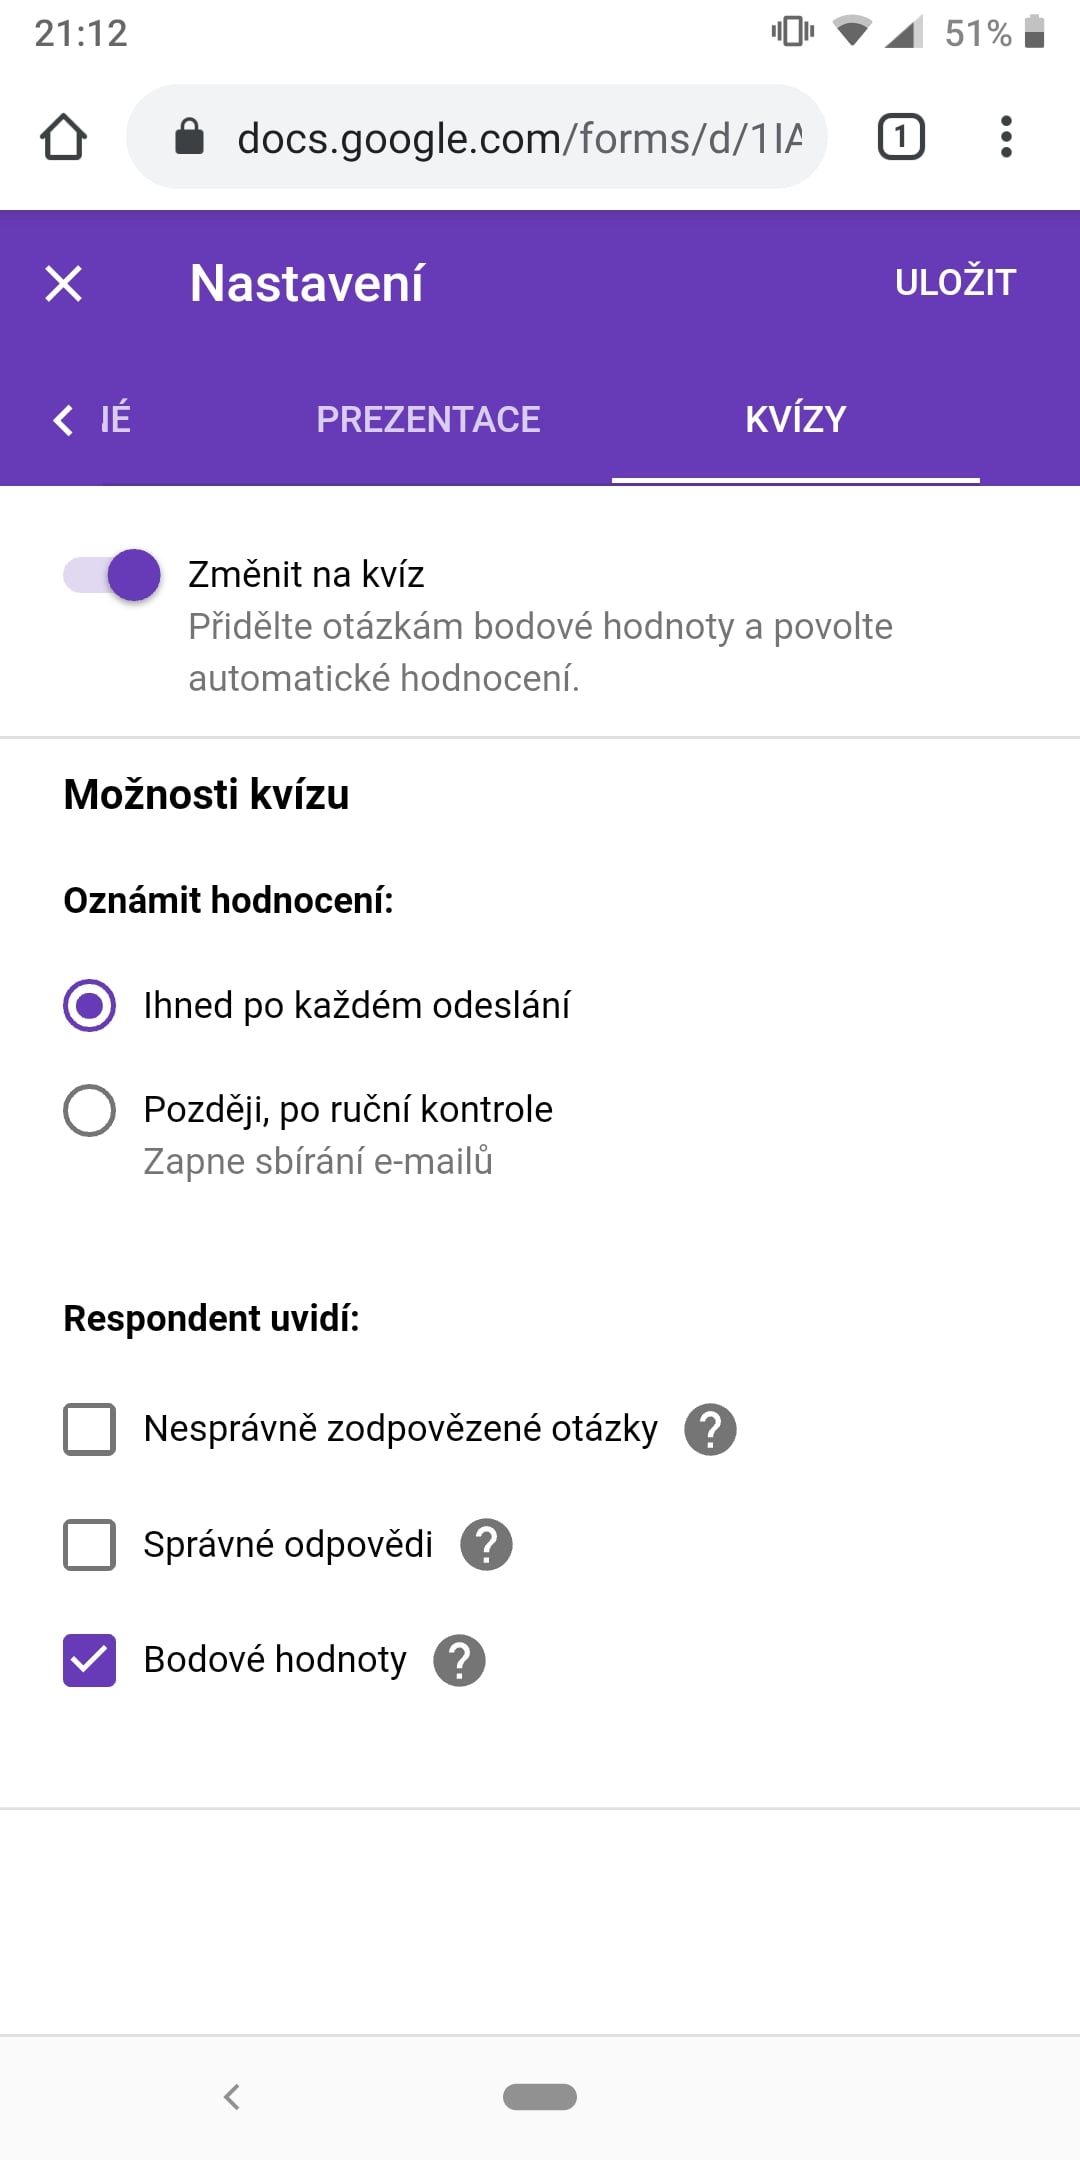 21:12
51%
docs.google.com/forms/d/1IA
1
Nastavení
ULOŽIT
NÉ PREZENTACE KVÍZY
Změnit na kvíz
Přidělte otázkám bodové hodnoty a povolte
automatické hodnocení.
Možnosti kvízu
Oznámit hodnocení:
Ihned po každém odeslání
Později, po ruční kontrole
Zapne sbírání e-mailů
Respondent uvidí:
Nesprávně zodpovězené otázky ?
Správné odpovědi ?
Bodové hodnoty ?